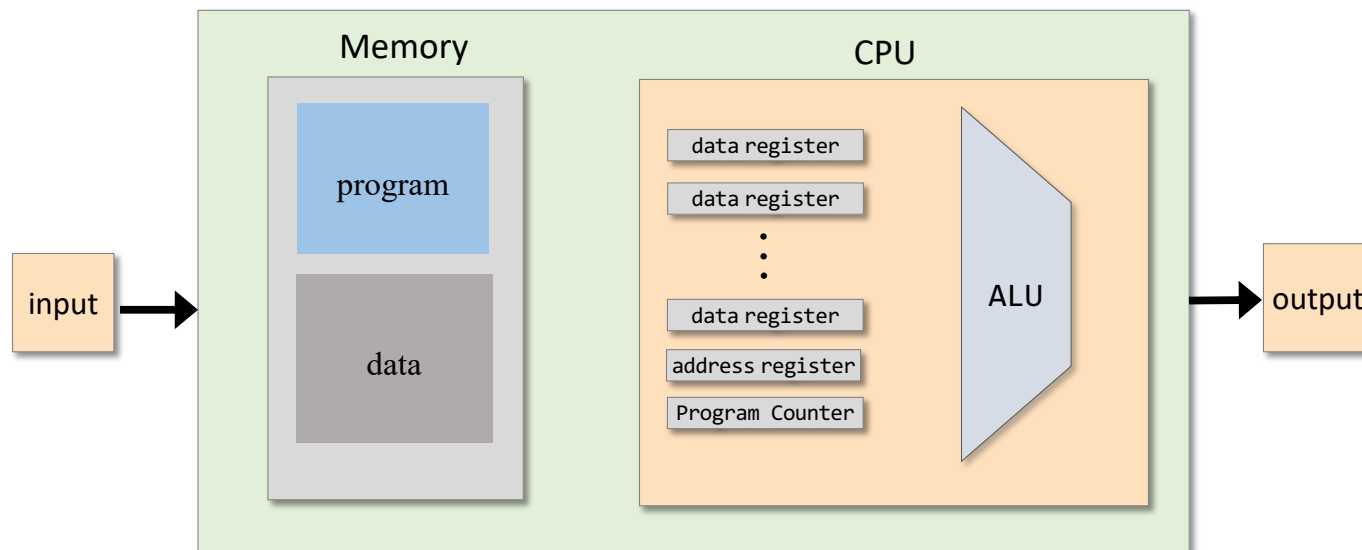 Memory
CPU
program
data
data register
data register
data register
address register
Program Counter
ALU
input
output